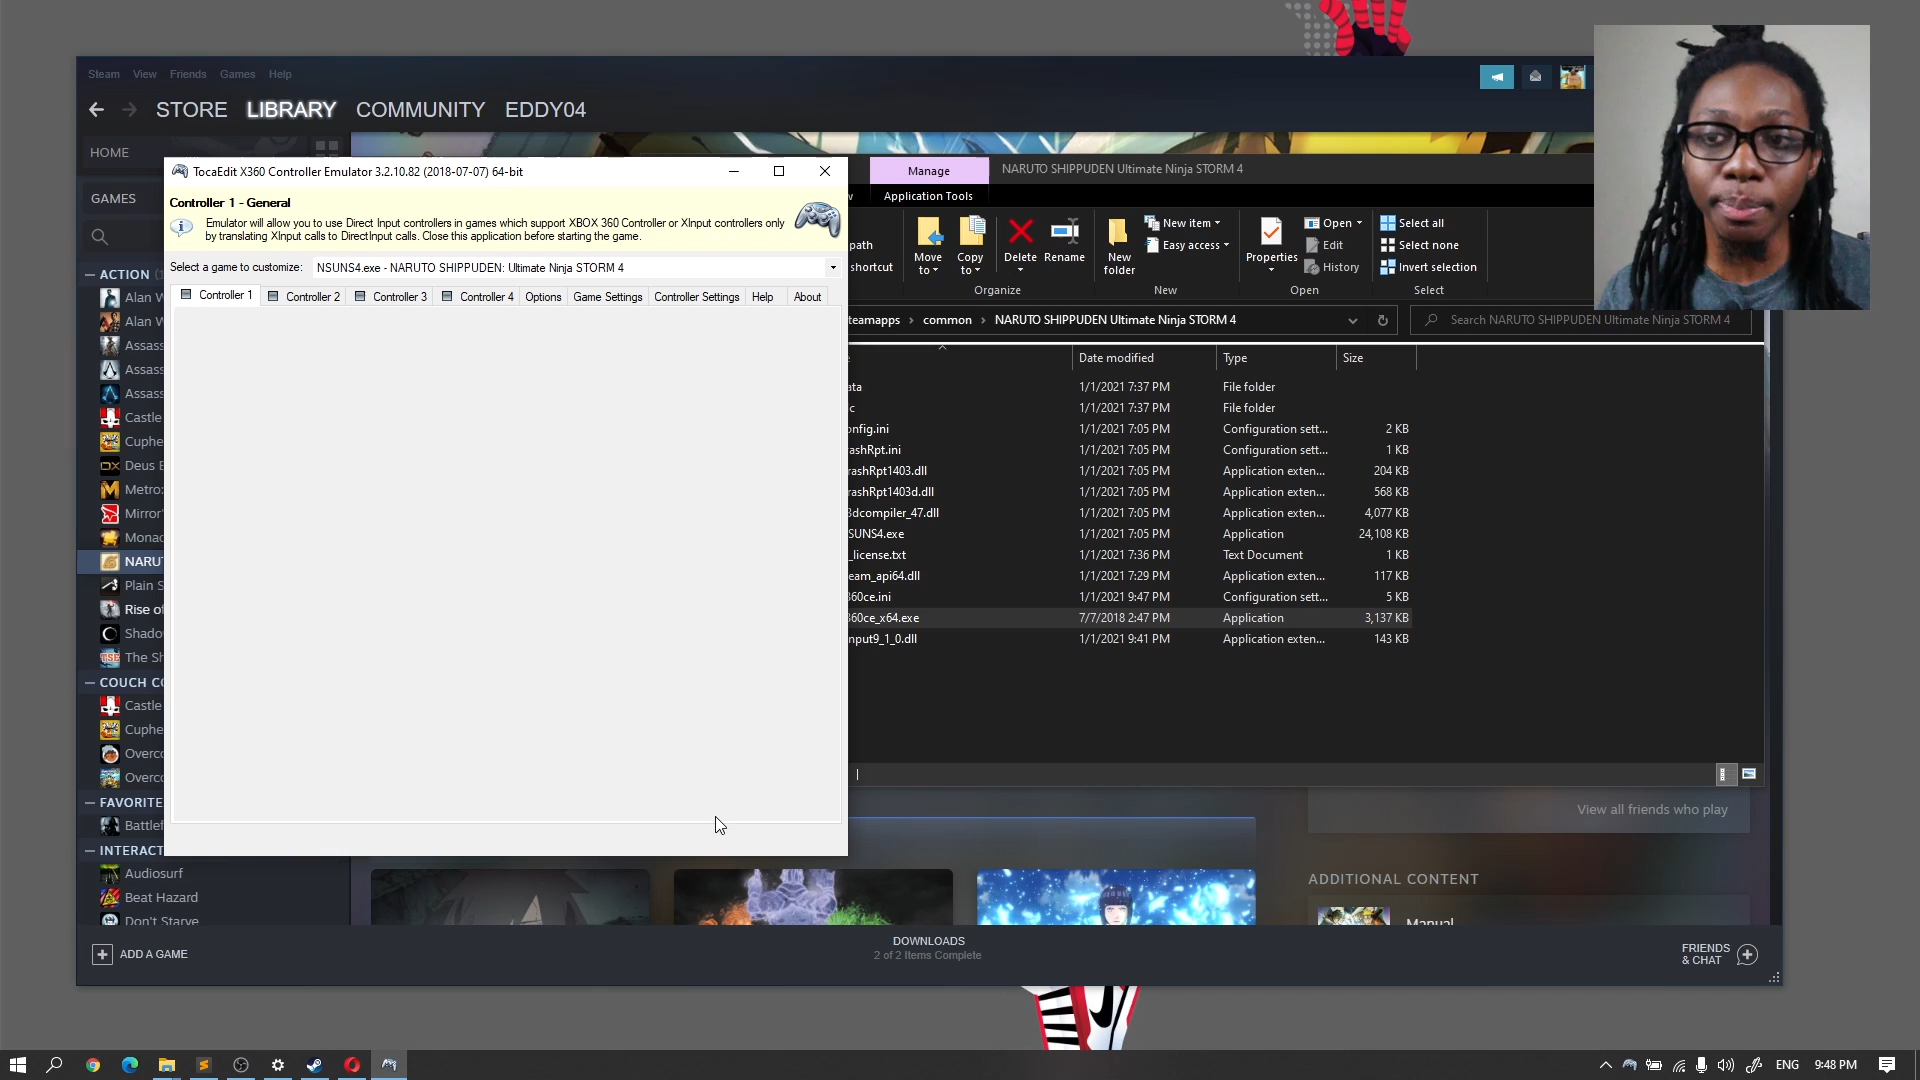 Steam View Friends Games Help
STORE LIBRARY COMMUNITY EDDY04
HOME
GAMES
ACTION
Alan W
Alan W
Assass
Assass
Assass
Castle
Cuphe
Deus E
Metro:
Mirror'
Monac
NARUT
Plain S
Rise of
Shado
The Sh
COUCH CO
Castle
Cuphe
Overco
Overco
FAVORITE
Battlef
INTERACT
Audiosurf
Beat Hazard
Don't Starve
ADD A GAME
TocaEdit X360 Controller Emulator 3.2.10.82 (2018-07-07) 64-bit
Controller 1 - General
Emulator will allow you to use Direct Input controllers in games which support XBOX 360 Controller or XInput controllers only
by translating XInput calls to DirectInput calls. Close this application before starting the game.
Select a game to customize: NSUNS4.exe - NARUTO SHIPPUDEN: Ultimate Ninja STORM 4
Controller 1 Controller 2 Controller 3 Controller 4 Options Game Settings Controller Settings Help About
Manage NARUTO SHIPPUDEN Ultimate Ninja STORM 4
Application Tools
path
shortcut
Move to Copy to Delete Rename
Organize
New folder
New item
Easy access
New
Properties
Open
Edit
History
Open
Select all
Select none
Invert selection
Select
teamapps > common > NARUTO SHIPPUDEN Ultimate Ninja STORM 4
Search NARUTO SHIPPUDEN Ultimate Ninja STORM 4
Date modified Type Size
ata 1/1/2021 7:37 PM File folder
c 1/1/2021 7:37 PM File folder
onfig.ini 1/1/2021 7:05 PM Configuration sett... 2 KB
rashRpt.ini 1/1/2021 7:05 PM Configuration sett... 1 KB
rashRpt1403.dll 1/1/2021 7:05 PM Application exten... 204 KB
rashRpt1403d.dll 1/1/2021 7:05 PM Application exten... 568 KB
3dcompiler_47.dll 1/1/2021 7:05 PM Application exten... 4,077 KB
SUNS4.exe 1/1/2021 7:05 PM Application 24,108 KB
_license.txt 1/1/2021 7:36 PM Text Document 1 KB
eam_api64.dll 1/1/2021 7:29 PM Application exten... 117 KB
360ce.ini 1/1/2021 9:47 PM Configuration sett... 5 KB
360ce_x64.exe 7/7/2018 2:47 PM Application 3,137 KB
nput9_1_0.dll 1/1/2021 9:41 PM Application exten... 143 KB
View all friends who play
ADDITIONAL CONTENT
Manual
DOWNLOADS
2 of 2 Items Complete
FRIENDS
& CHAT
ENG 9:48 PM